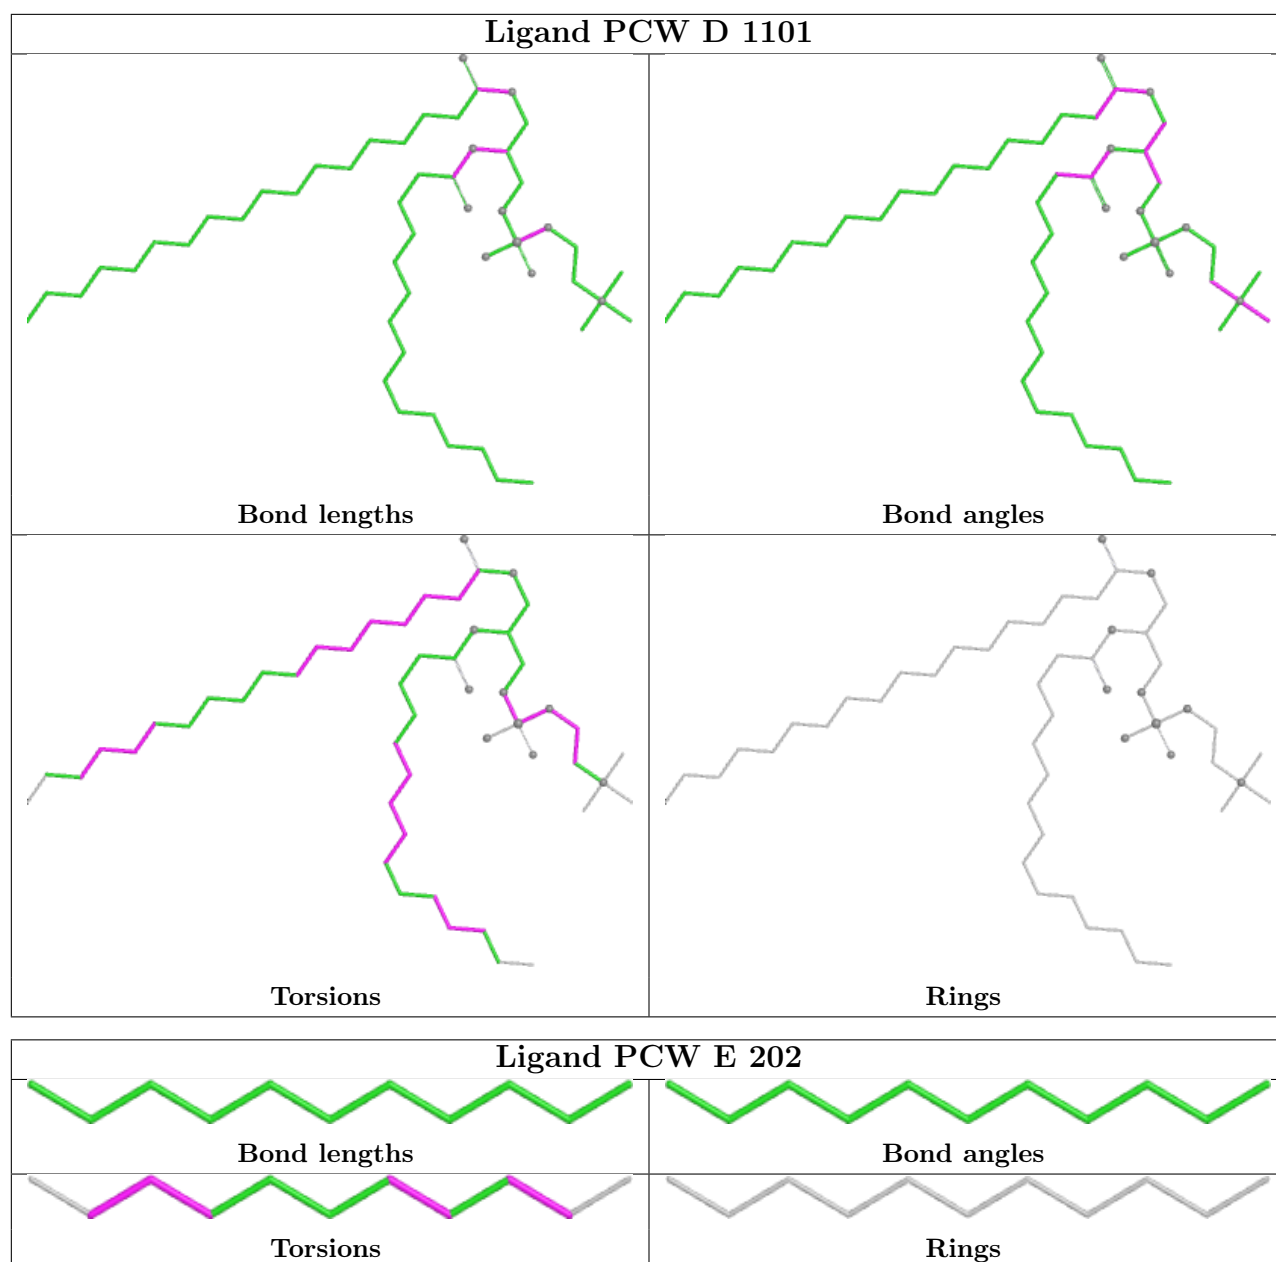 Ligand PCW D 1101
Bond lengths
Bond angles
Torsions
Rings
Ligand PCW E 202
Bond lengths
Bond angles
Torsions
Rings